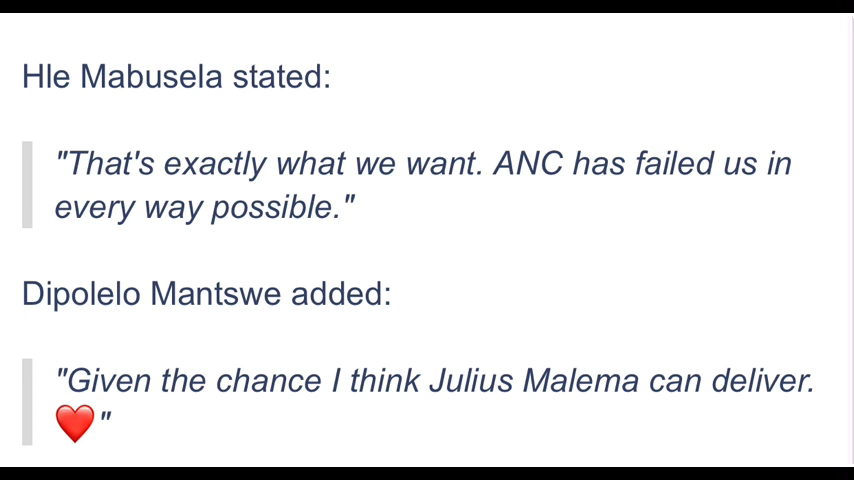 Hle Mabusela stated:
"That's exactly what we want. ANC has failed us in
every way possible."
Dipolelo Mantswe added:
"Given the chance I think Julius Malema can deliver.
❤️"